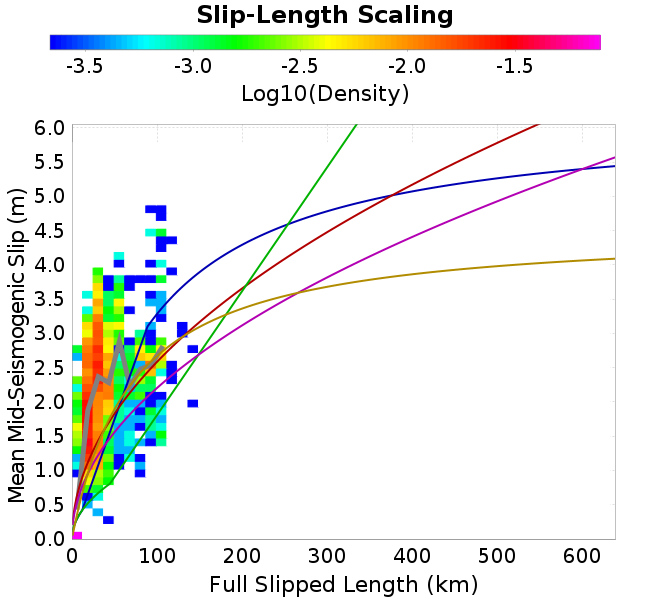 Slip-Length Scaling
-3.5 -3.0 -2.5 -2.0 -1.5
Log10(Density)
6.0
5.5
5.0
4.5
4.0
3.5
3.0
2.5
2.0
1.5
1.0
0.5
0.0
Mean Mid-Seismogenic Slip (m)
0 100 200 300 400 500 600
Full Slipped Length (km)